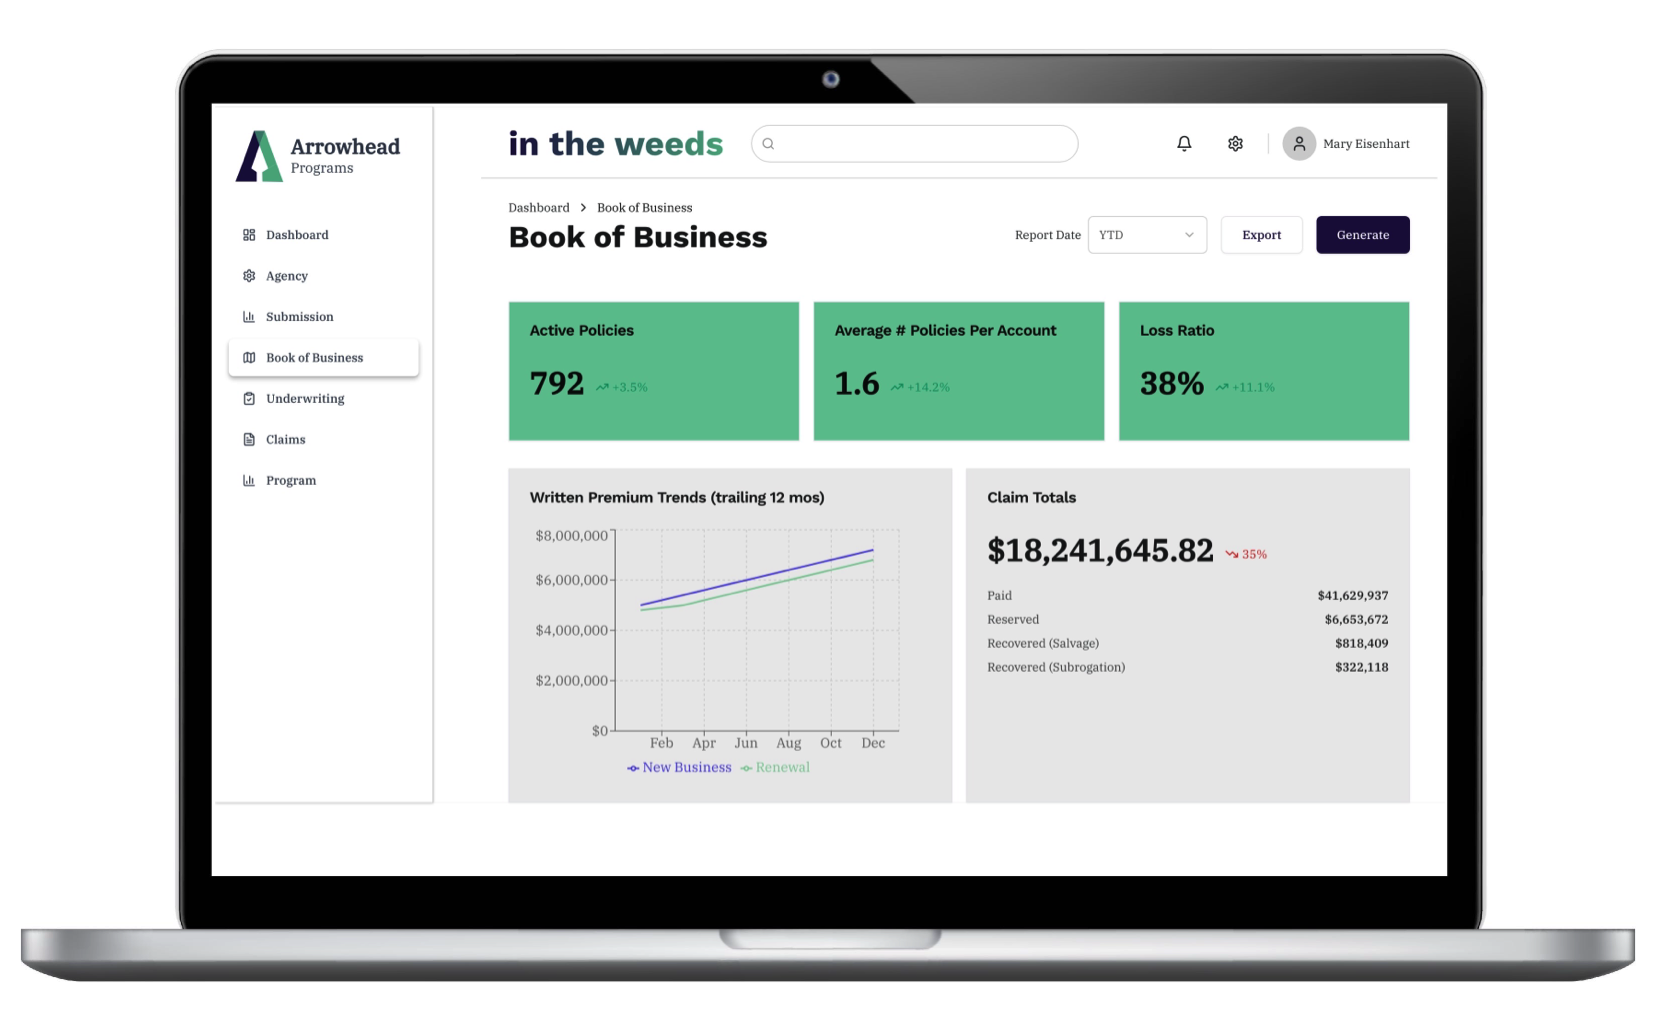 Arrowhead
Programs
Dashboard
Agency
Submission
Book of Business
Underwriting
Claims
Program
in the weeds
Mary Eisenhart
Dashboard > Book of Business
Book of Business
Report Date YTD Export Generate
Active Policies
792 +3.5%
Average # Policies Per Account
1.6 +14.2%
Loss Ratio
38% +11.1%
Written Premium Trends (trailing 12 mos)
$8,000,000
$6,000,000
$4,000,000
$2,000,000
$0
Feb Apr Jun Aug Oct Dec
New Business Renewal
Claim Totals
$18,241,645.82 35%
Paid $41,629,937
Reserved $6,653,672
Recovered (Salvage) $818,409
Recovered (Subrogation) $322,118